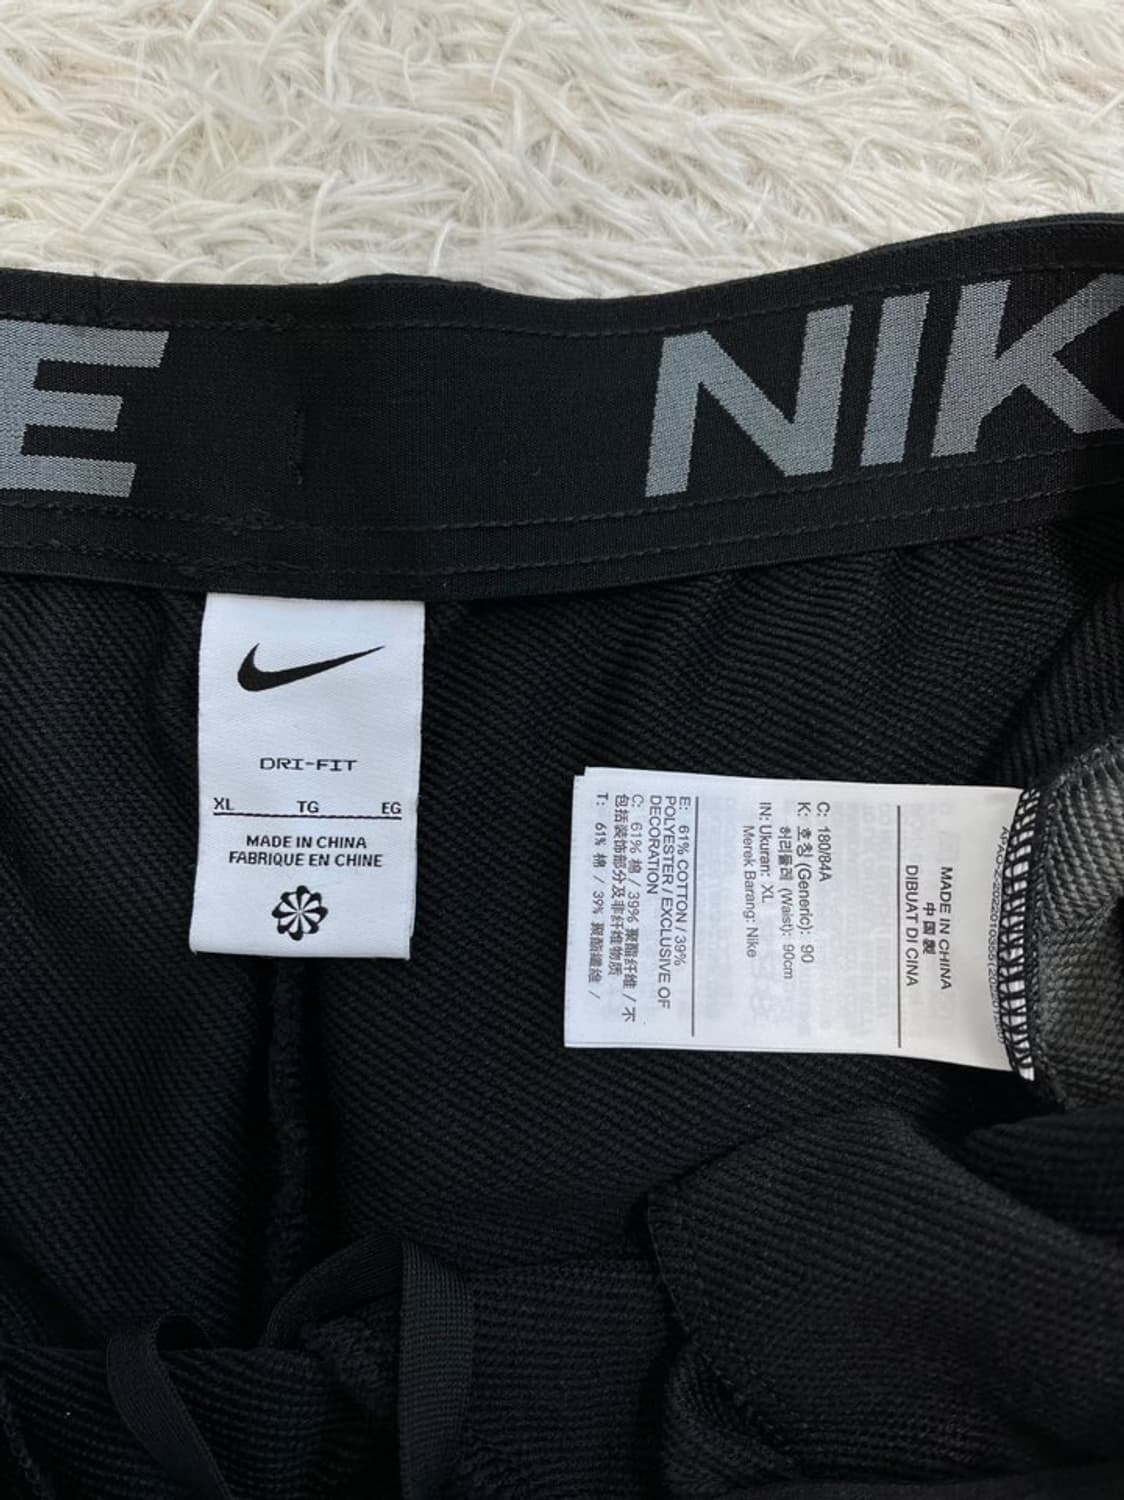 E NIK
DRI-FIT
XL TG EG
MADE IN CHINA
FABRIQUE EN CHINE
MADE IN CHINA
中国製
DIBUAT DI CINA
C: 180/84A
K: 호칭 (Generic): 90
허리둘레 (Waist): 90cm
IN: Ukuran: XL
Merek Barang: Nike
E: 61% COTTON / 39%
POLYESTER / EXCLUSIVE OF
DECORATION
C: 61% 棉 / 39% 聚酯纤维 / 不
包括装饰部分及非纤维物质
T: 61% 棉 / 39% 聚酯纖維 /